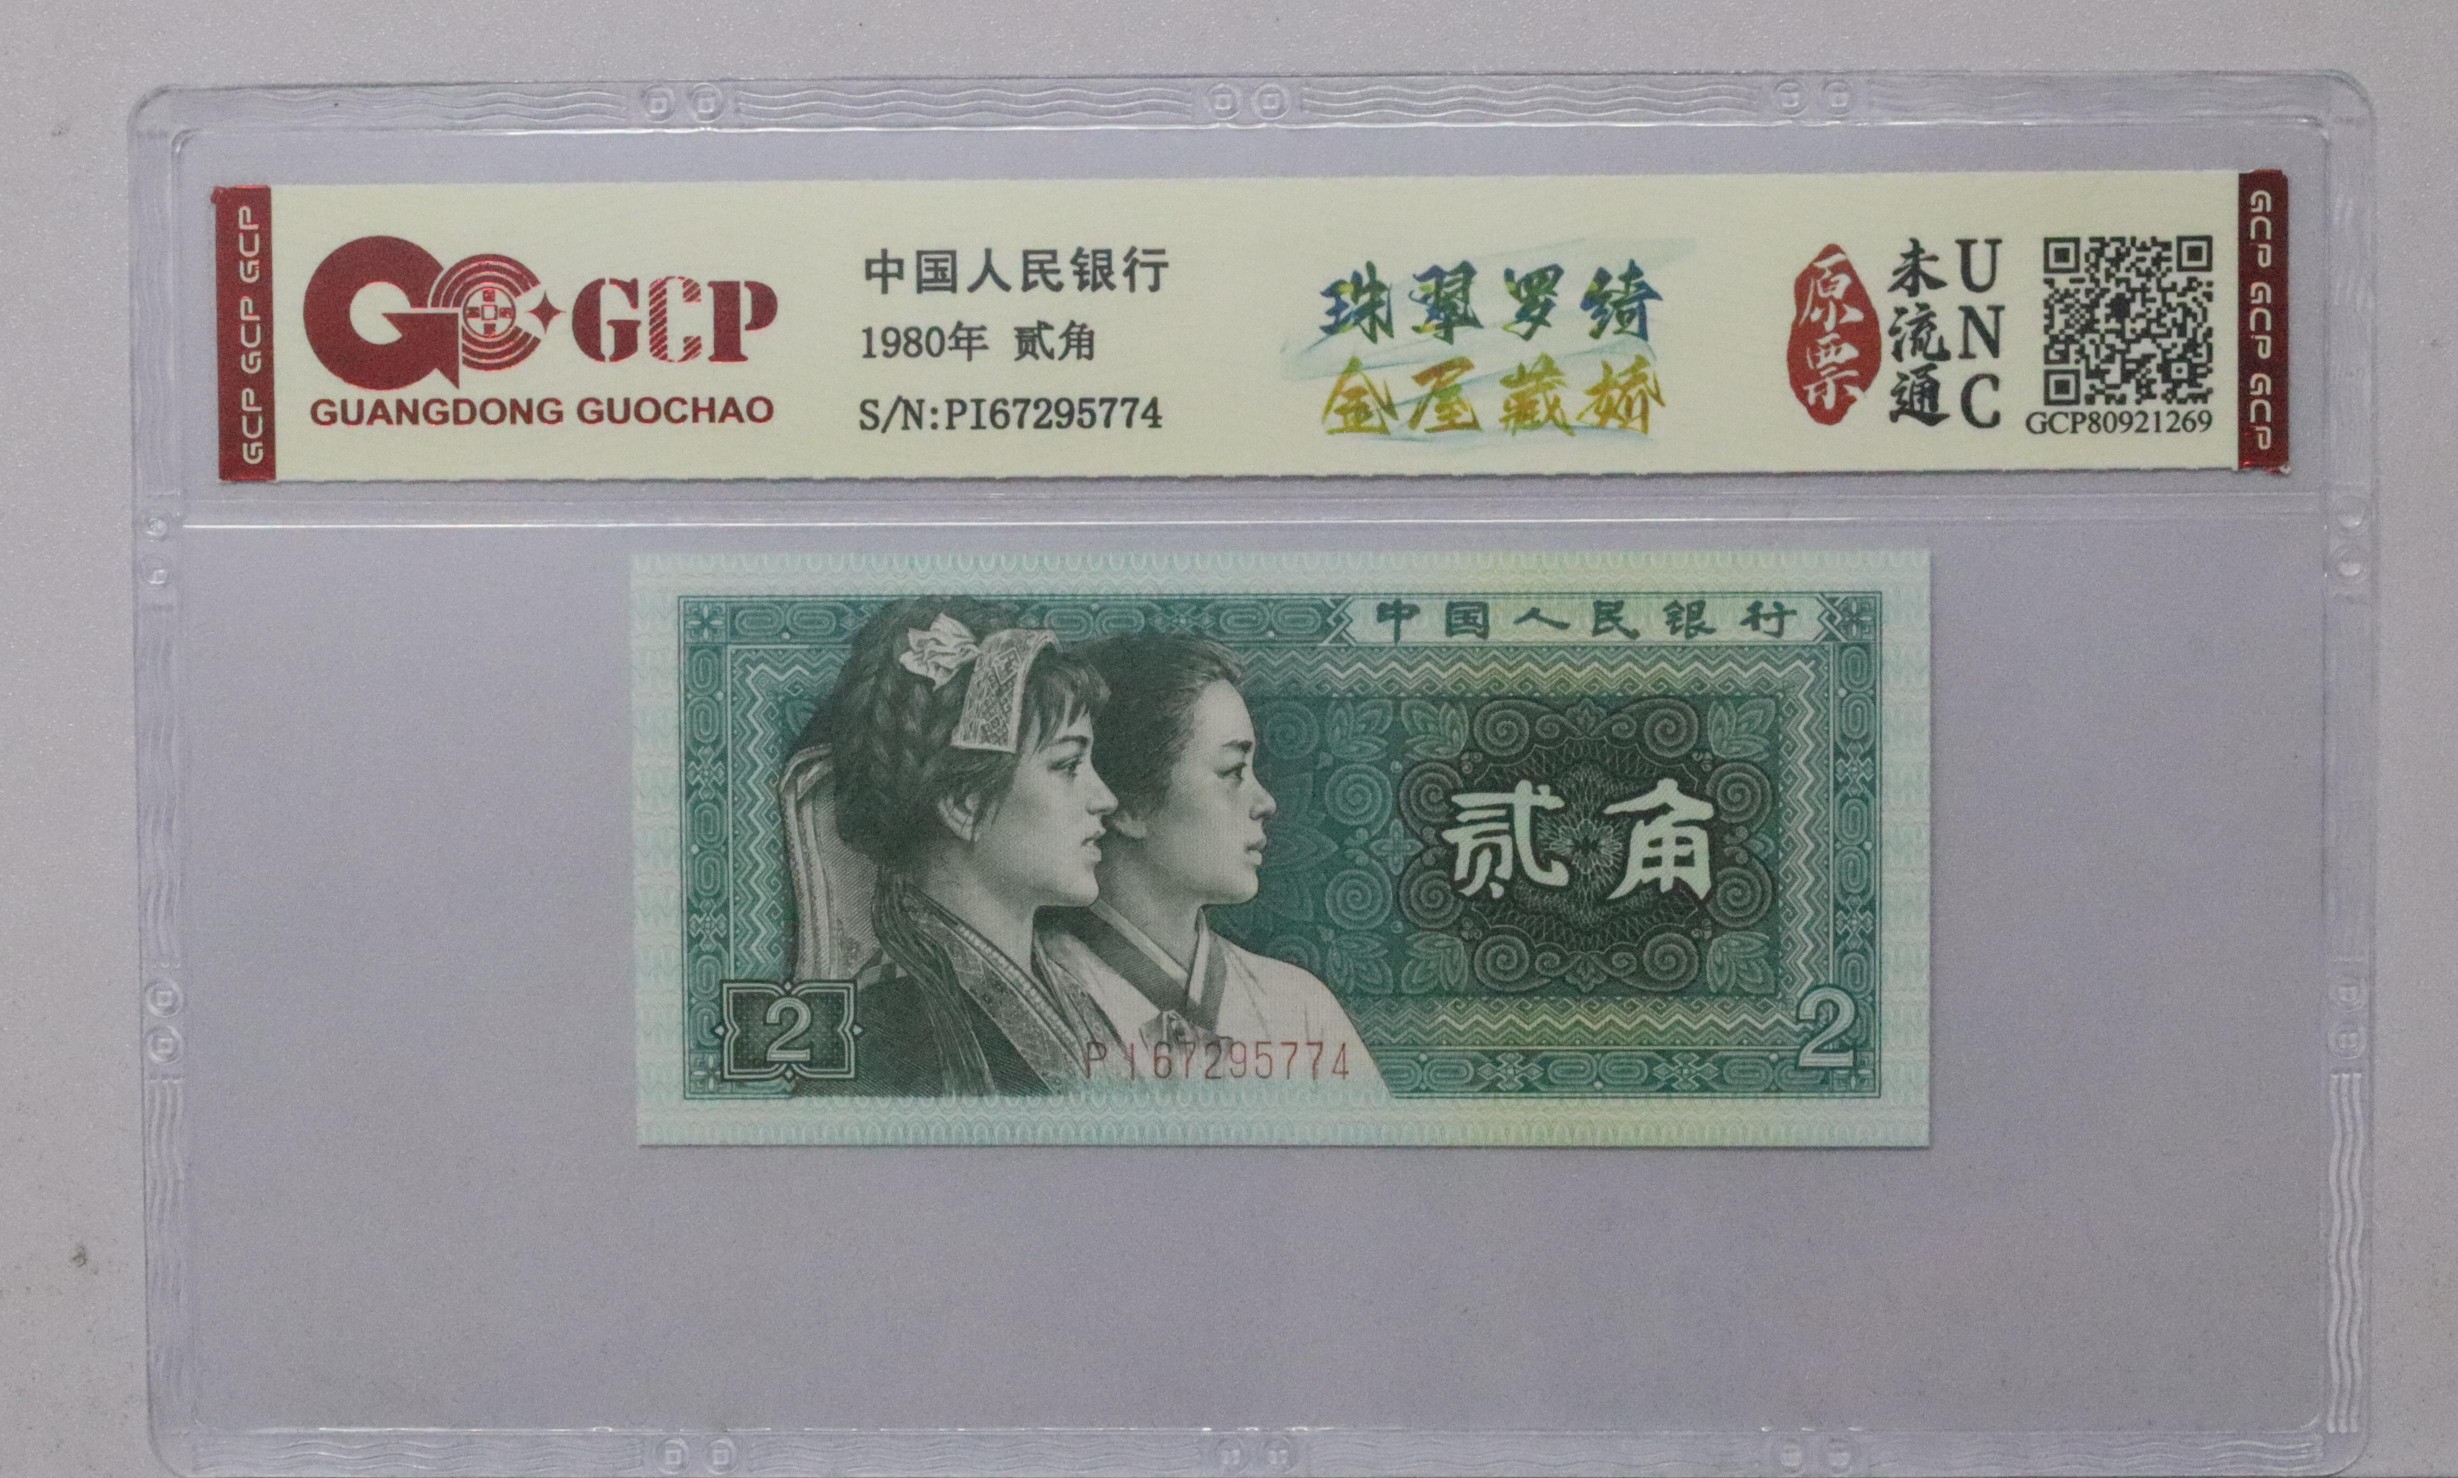 GCP GCP GCP
GCP
GUANGDONG GUOCHAO
中国人民银行
1980年 贰角
S/N:PI67295774
珠翠罗绮
金屋藏娇
原票
未流通
UNC
GCP80921269
GCP GCP GCP
中国人民银行
贰角
2
PI67295774
2